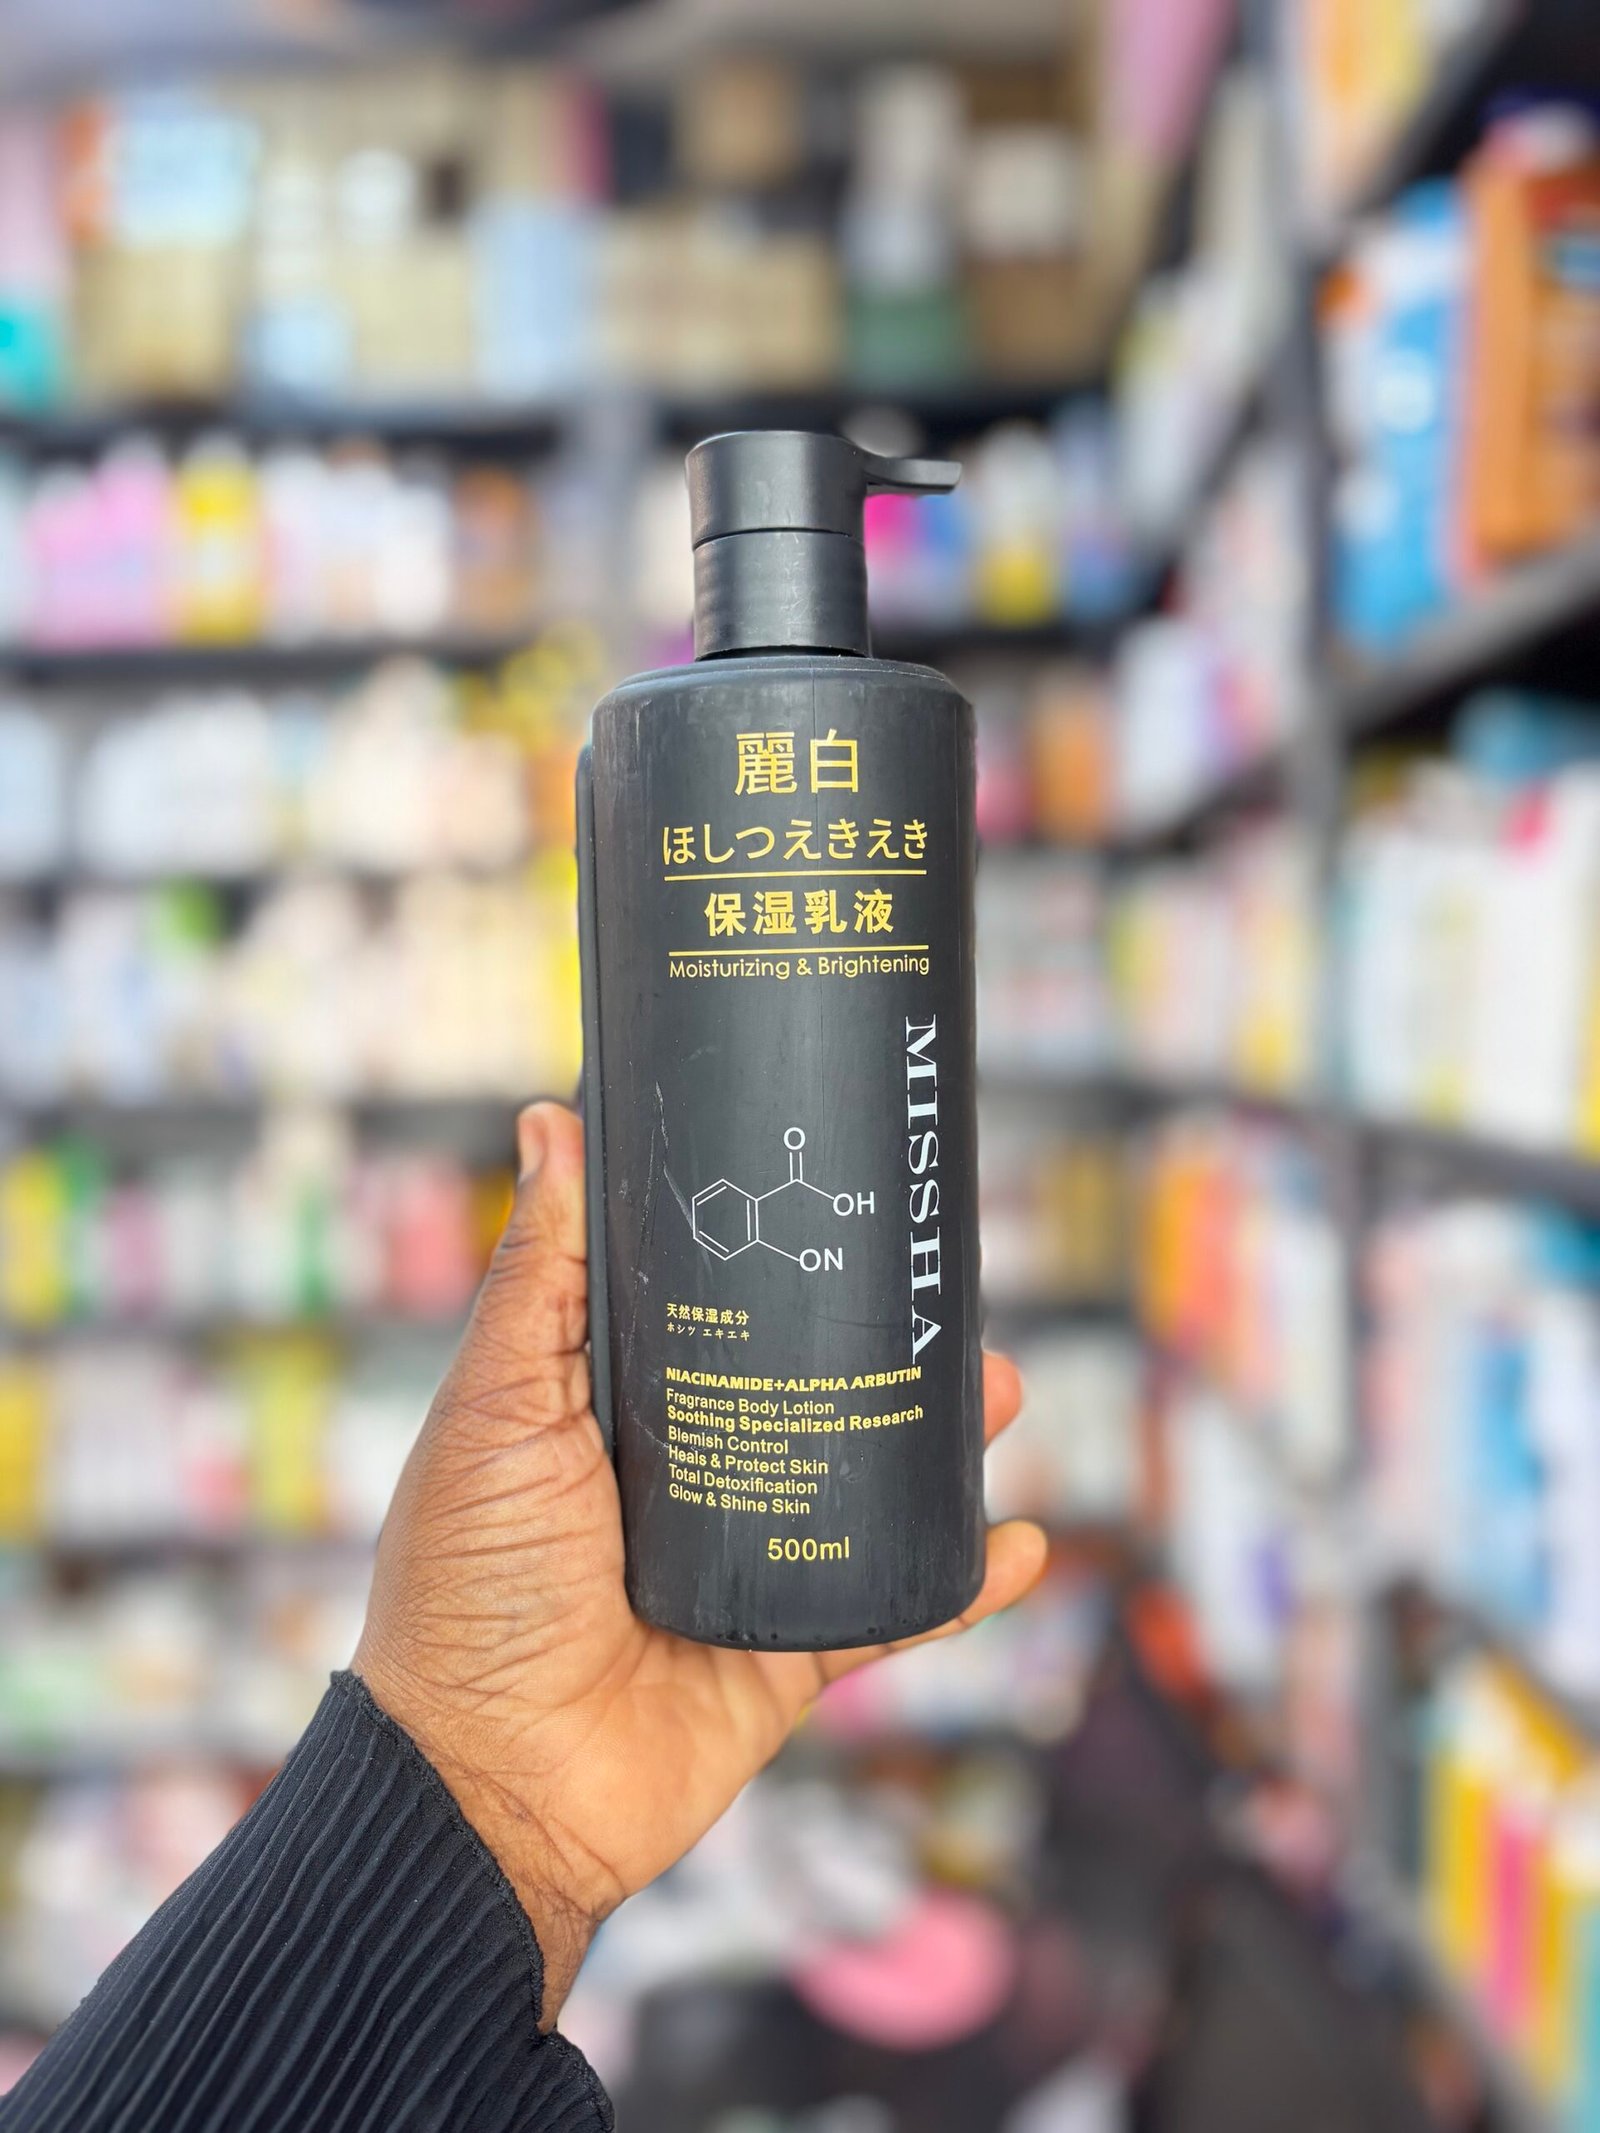 麗白
ほしつえきえき
保湿乳液
Moisturizing & Brightening
MISSHA
O
OH
ON
天然保湿成分
ホシツ エキエキ
NIACINAMIDE+ALPHA ARBUTIN
Fragrance Body Lotion
Soothing Specialized Research
Blemish Control
Heals & Protect Skin
Total Detoxification
Glow & Shine Skin
500ml